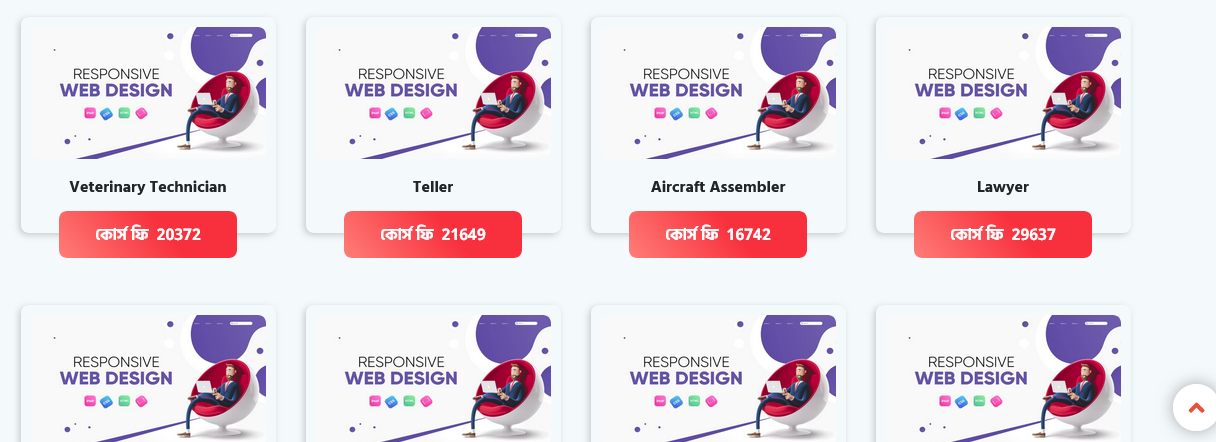 RESPONSIVE
WEB DESIGN
Veterinary Technician
কোর্স ফি 20372
RESPONSIVE
WEB DESIGN
Teller
কোর্স ফি 21649
RESPONSIVE
WEB DESIGN
Aircraft Assembler
কোর্স ফি 16742
RESPONSIVE
WEB DESIGN
Lawyer
কোর্স ফি 29637
RESPONSIVE
WEB DESIGN
RESPONSIVE
WEB DESIGN
RESPONSIVE
WEB DESIGN
RESPONSIVE
WEB DESIGN